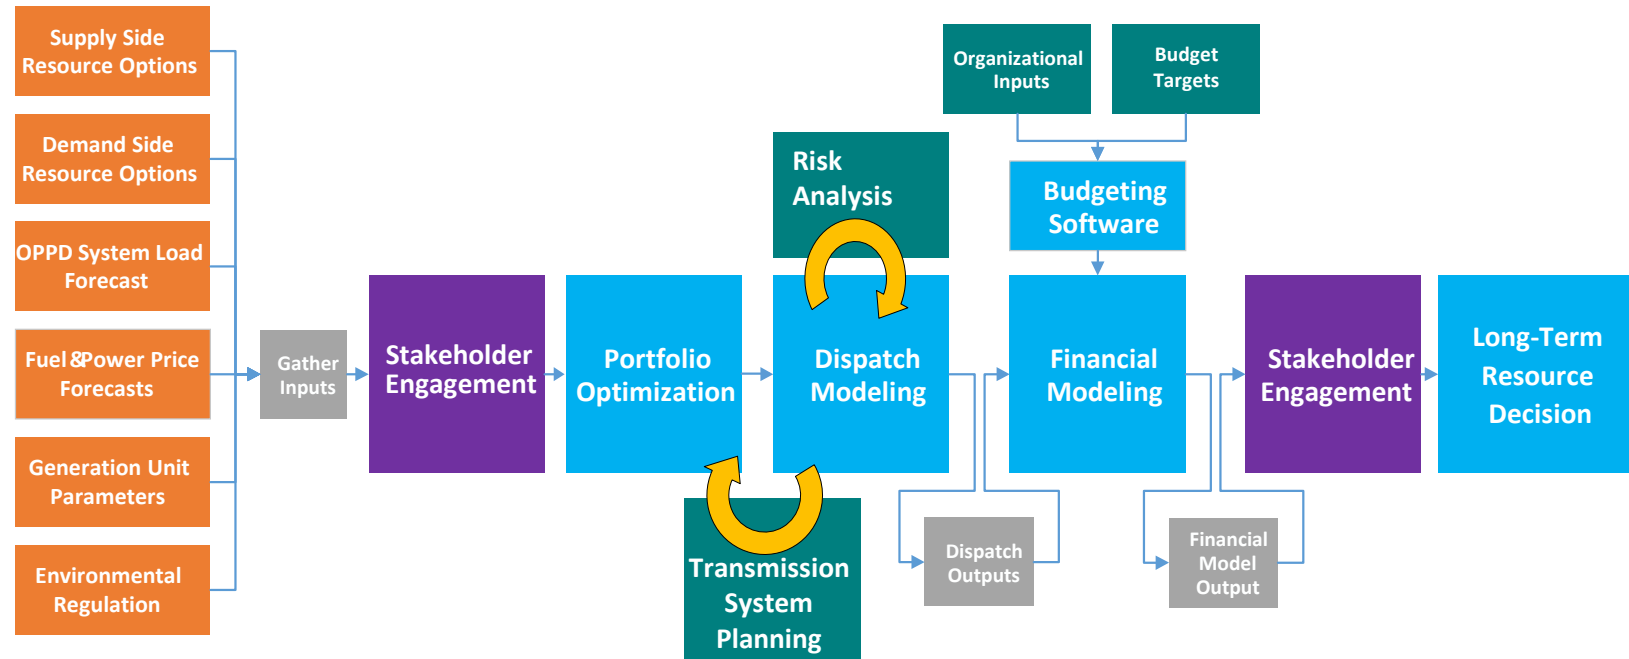 Supply Side
Resource Options
Demand Side
Resource Options
OPPD System Load
Forecast
Fuel & Power Price
Forecasts
Generation Unit
Parameters
Environmental
Regulation
Gather
Inputs
Stakeholder
Engagement
Portfolio
Optimization
Risk
Analysis
Dispatch
Modeling
Transmission
System
Planning
Organizational
Inputs
Budget
Targets
Budgeting
Software
Financial
Modeling
Dispatch
Outputs
Financial
Model
Output
Stakeholder
Engagement
Long-Term
Resource
Decision